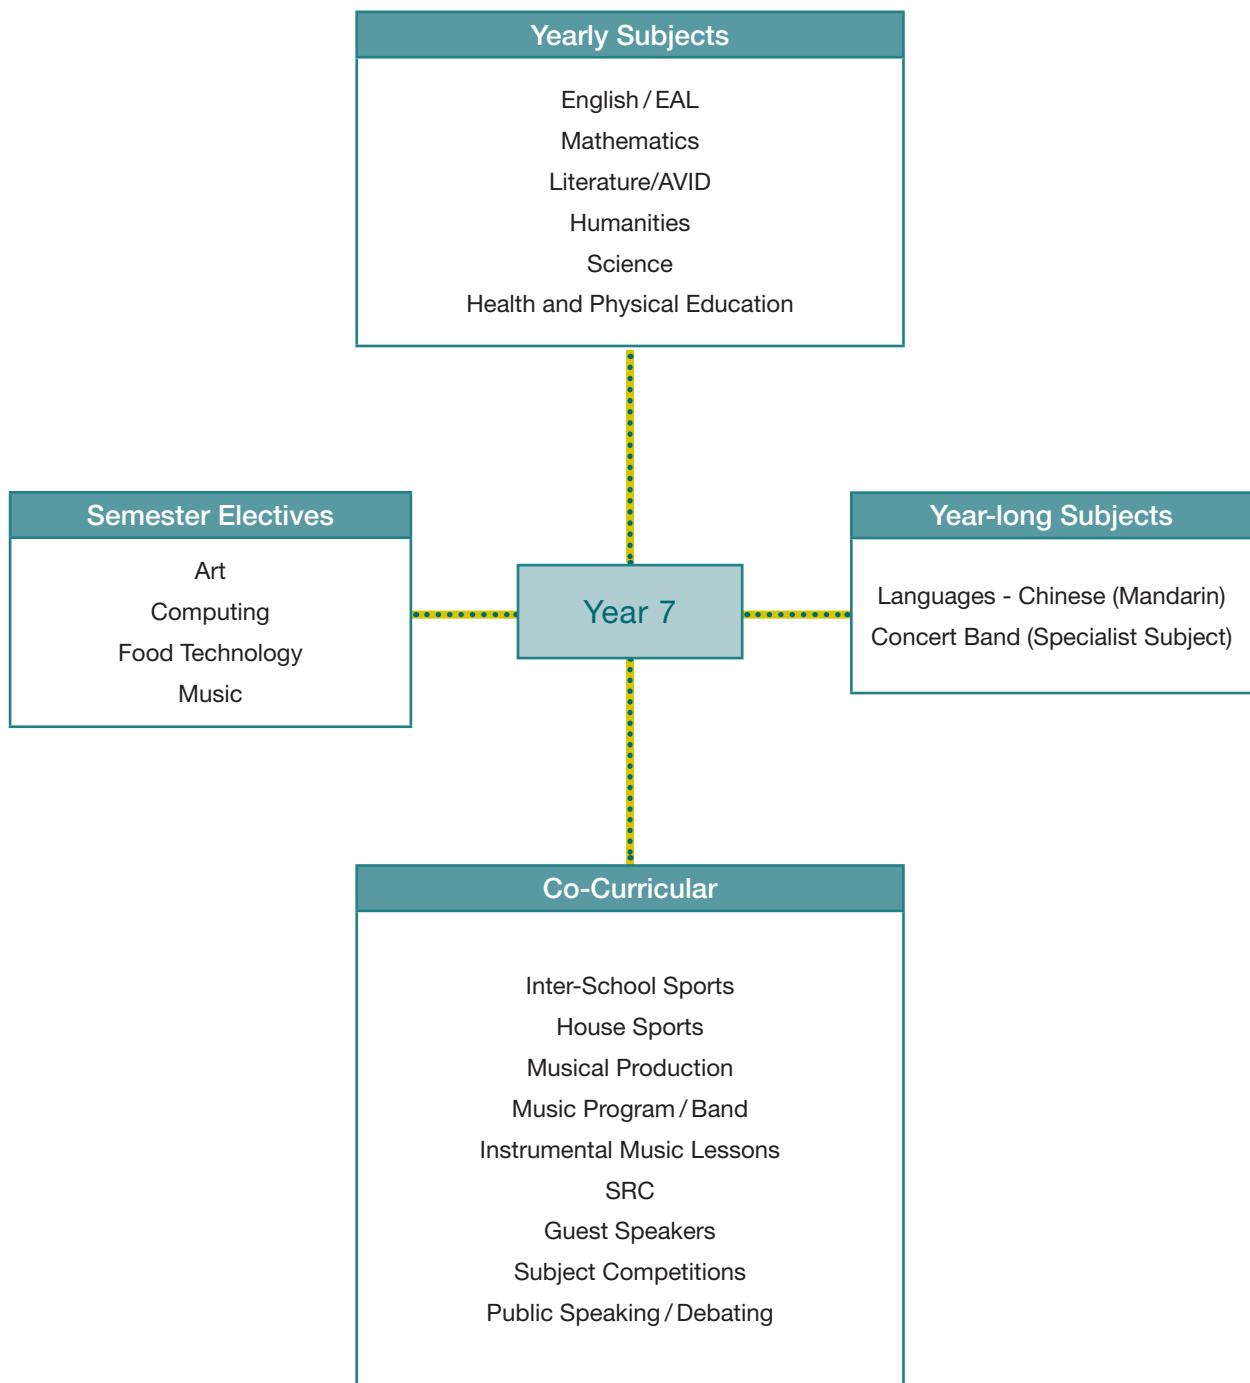 Yearly Subjects
English / EAL
Mathematics
Literature/AVID
Humanities
Science
Health and Physical Education
Semester Electives
Art
Computing
Food Technology
Music
Year 7
Year-long Subjects
Languages - Chinese (Mandarin)
Concert Band (Specialist Subject)
Co-Curricular
Inter-School Sports
House Sports
Musical Production
Music Program / Band
Instrumental Music Lessons
SRC
Guest Speakers
Subject Competitions
Public Speaking / Debating